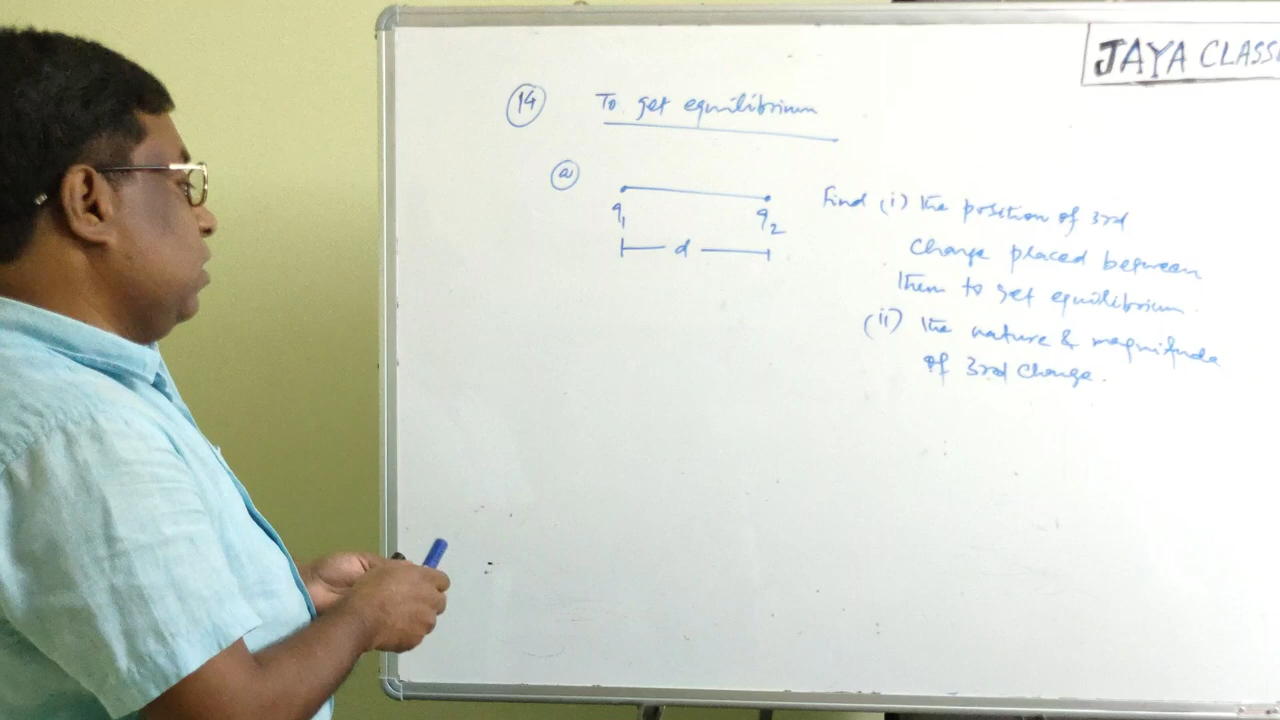 JAYA CLASS
14 To get equilibrium
a
q1 q2
d
Find (i) the position of 3rd
charge placed between
them to get equilibrium.
(ii) the nature & magnitude
of 3rd charge.